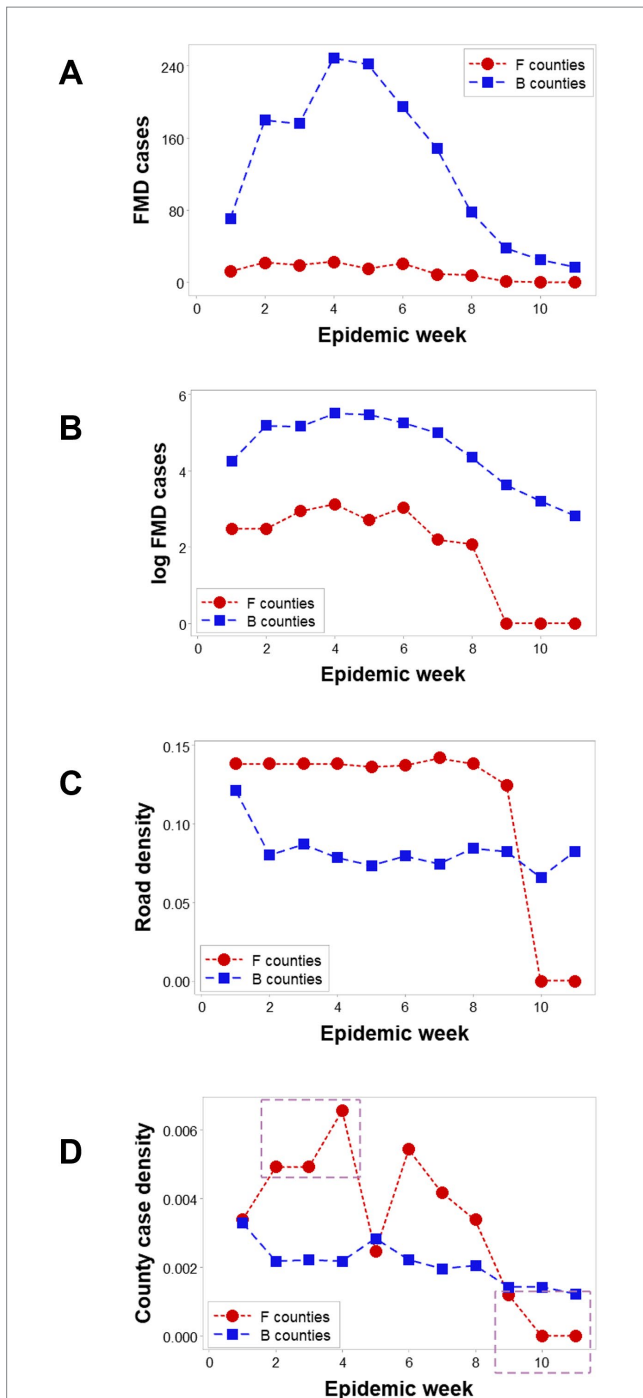 A
FMD cases
240
160
80
0
F counties
B counties
0 2 4 6 8 10
Epidemic week
B
log FMD cases
6
4
2
0
F counties
B counties
0 2 4 6 8 10
Epidemic week
C
Road density
0.15
0.10
0.05
0.00
F counties
B counties
0 2 4 6 8 10
Epidemic week
D
County case density
0.006
0.004
0.002
0.000
F counties
B counties
0 2 4 6 8 10
Epidemic week